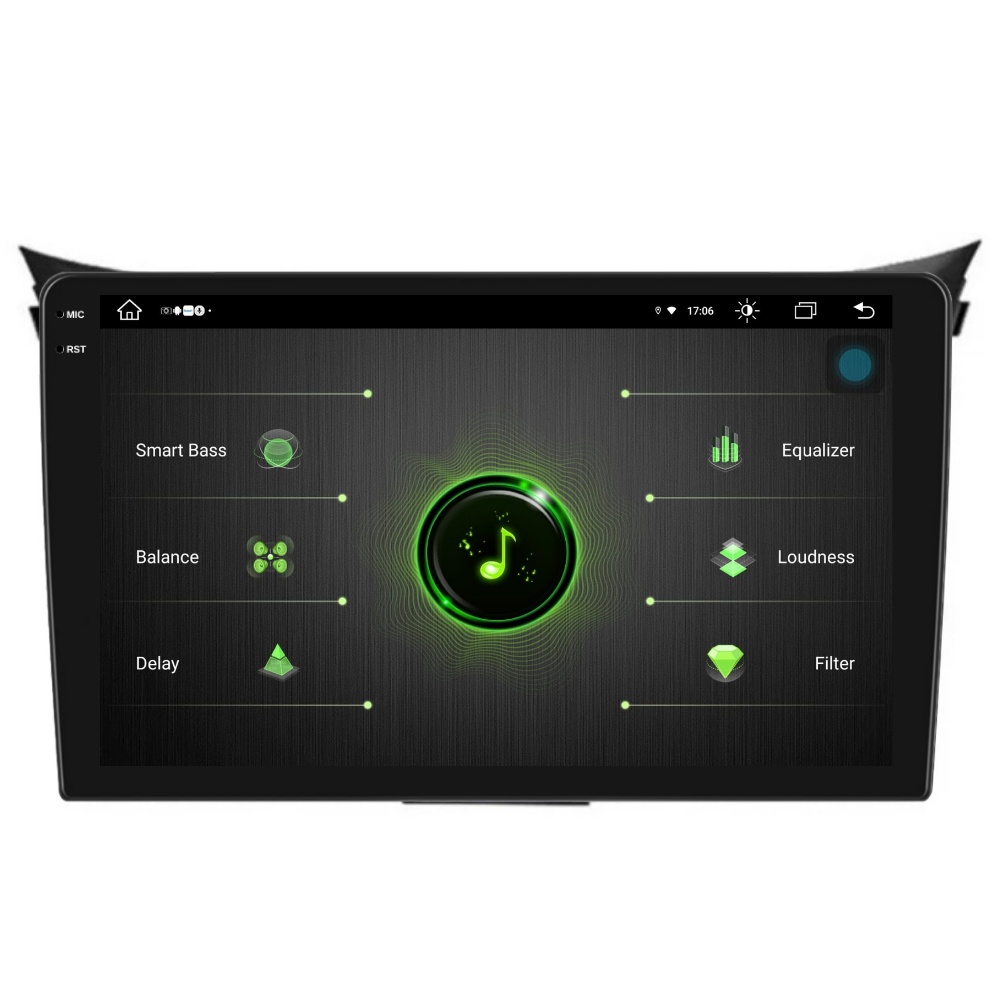 MIC
17:06
RST
Smart Bass
Equalizer
Balance
Loudness
Delay
Filter